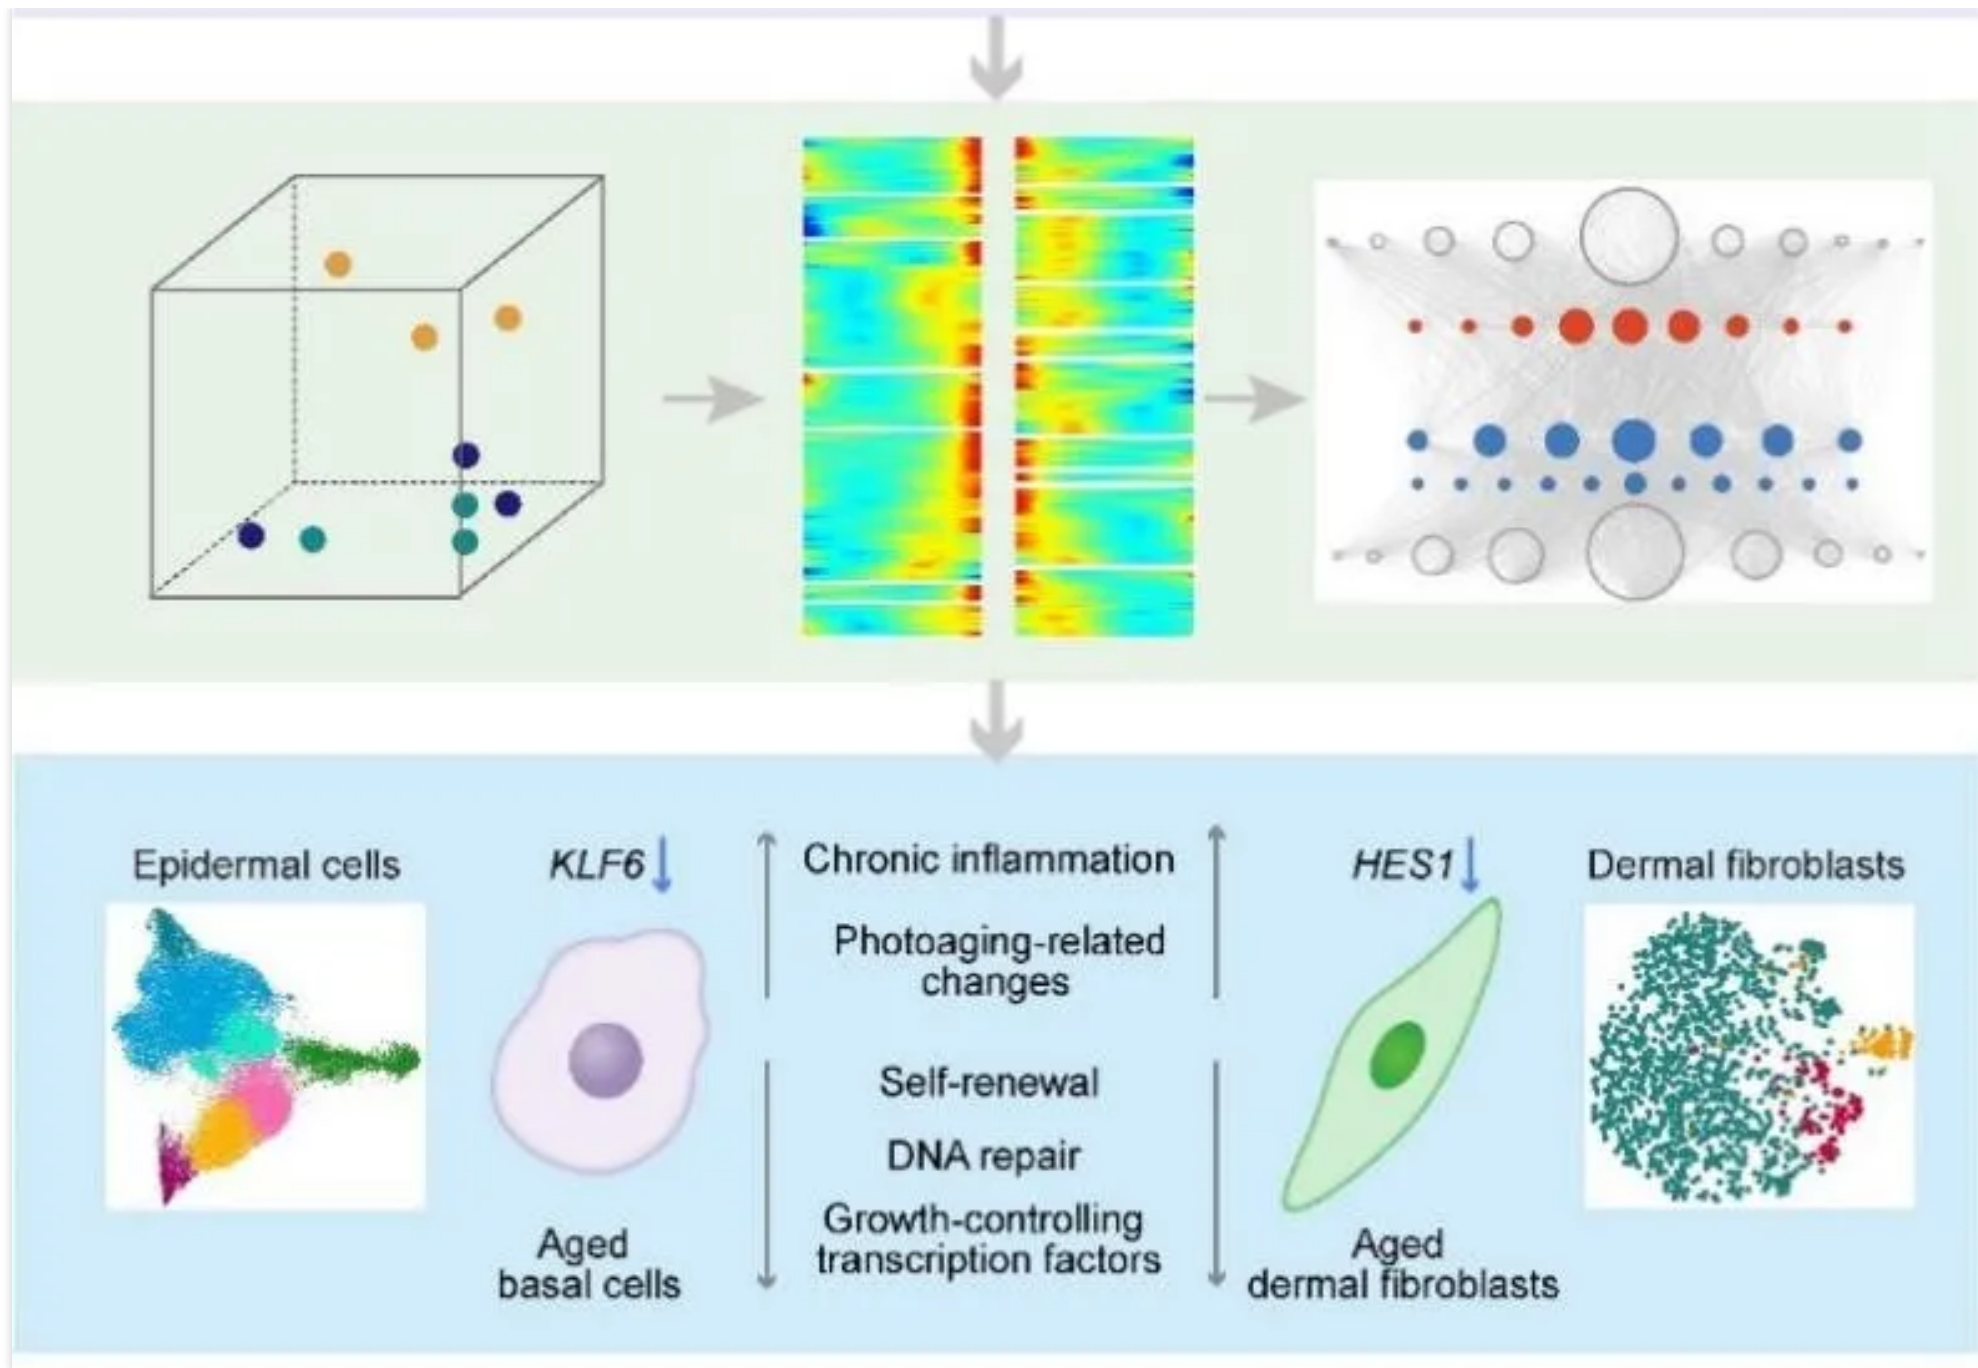 Epidermal cells
KLF6
Chronic inflammation
HES1
Dermal fibroblasts
Photoaging-related
changes
Self-renewal
DNA repair
Growth-controlling
transcription factors
Aged
basal cells
Aged
dermal fibroblasts